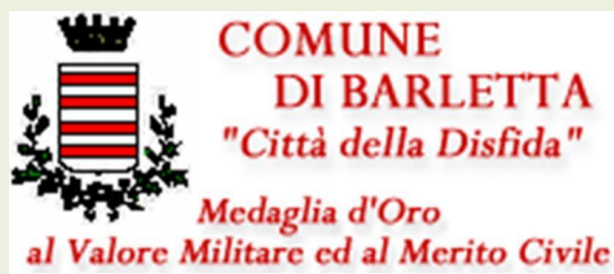 COMUNE
DI BARLETTA
"Città della Disfida"
Medaglia d'Oro
al Valore Militare ed al Merito Civile